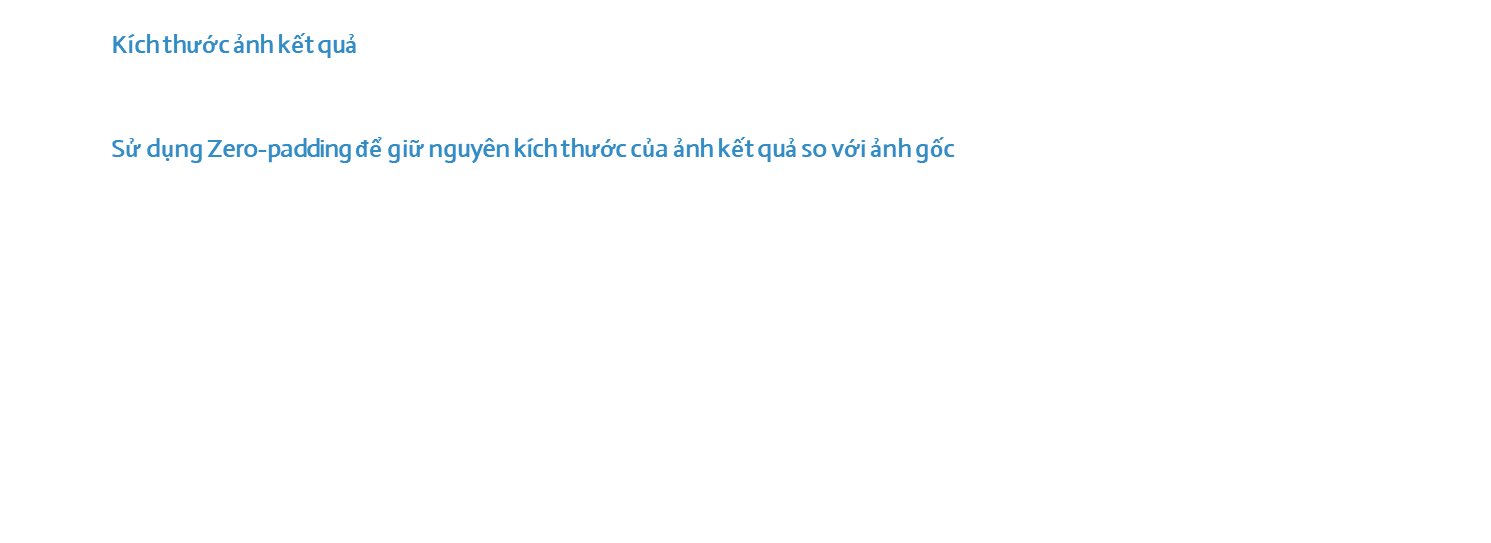 Kích thước ảnh kết quả
Sử dụng Zero-padding để giữ nguyên kích thước của ảnh kết quả so với ảnh gốc